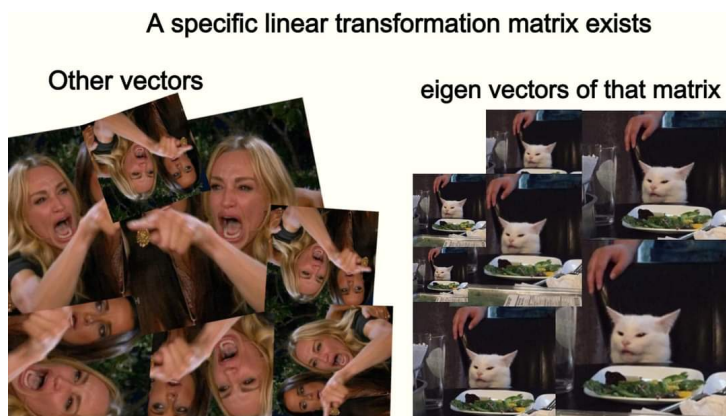 A specific linear transformation matrix exists
Other vectors
eigen vectors of that matrix